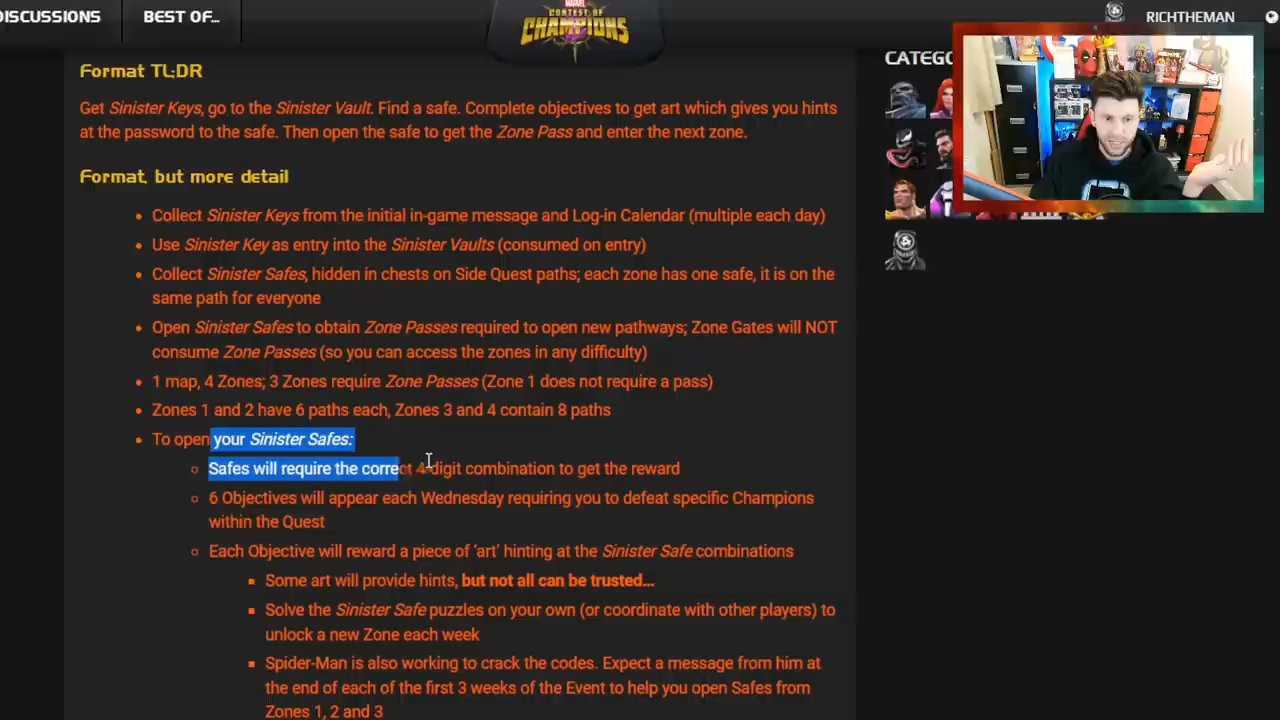 DISCUSSIONS
BEST OF...
MARVEL
CONTEST OF
CHAMPIONS
RICHTHEMAN
CATEGO
Format TL;DR
Get Sinister Keys, go to the Sinister Vault. Find a safe. Complete objectives to get art which gives you hints
at the password to the safe. Then open the safe to get the Zone Pass and enter the next zone.
Format, but more detail
• Collect Sinister Keys from the initial in-game message and Log-in Calendar (multiple each day)
• Use Sinister Key as entry into the Sinister Vaults (consumed on entry)
• Collect Sinister Safes, hidden in chests on Side Quest paths; each zone has one safe, it is on the
same path for everyone
• Open Sinister Safes to obtain Zone Passes required to open new pathways; Zone Gates will NOT
consume Zone Passes (so you can access the zones in any difficulty)
• 1 map, 4 Zones; 3 Zones require Zone Passes (Zone 1 does not require a pass)
• Zones 1 and 2 have 6 paths each, Zones 3 and 4 contain 8 paths
• To open your Sinister Safes:
◦ Safes will require the correct 4-digit combination to get the reward
◦ 6 Objectives will appear each Wednesday requiring you to defeat specific Champions
within the Quest
◦ Each Objective will reward a piece of 'art' hinting at the Sinister Safe combinations
▪ Some art will provide hints, but not all can be trusted...
▪ Solve the Sinister Safe puzzles on your own (or coordinate with other players) to
unlock a new Zone each week
▪ Spider-Man is also working to crack the codes. Expect a message from him at
the end of each of the first 3 weeks of the Event to help you open Safes from
Zones 1, 2 and 3